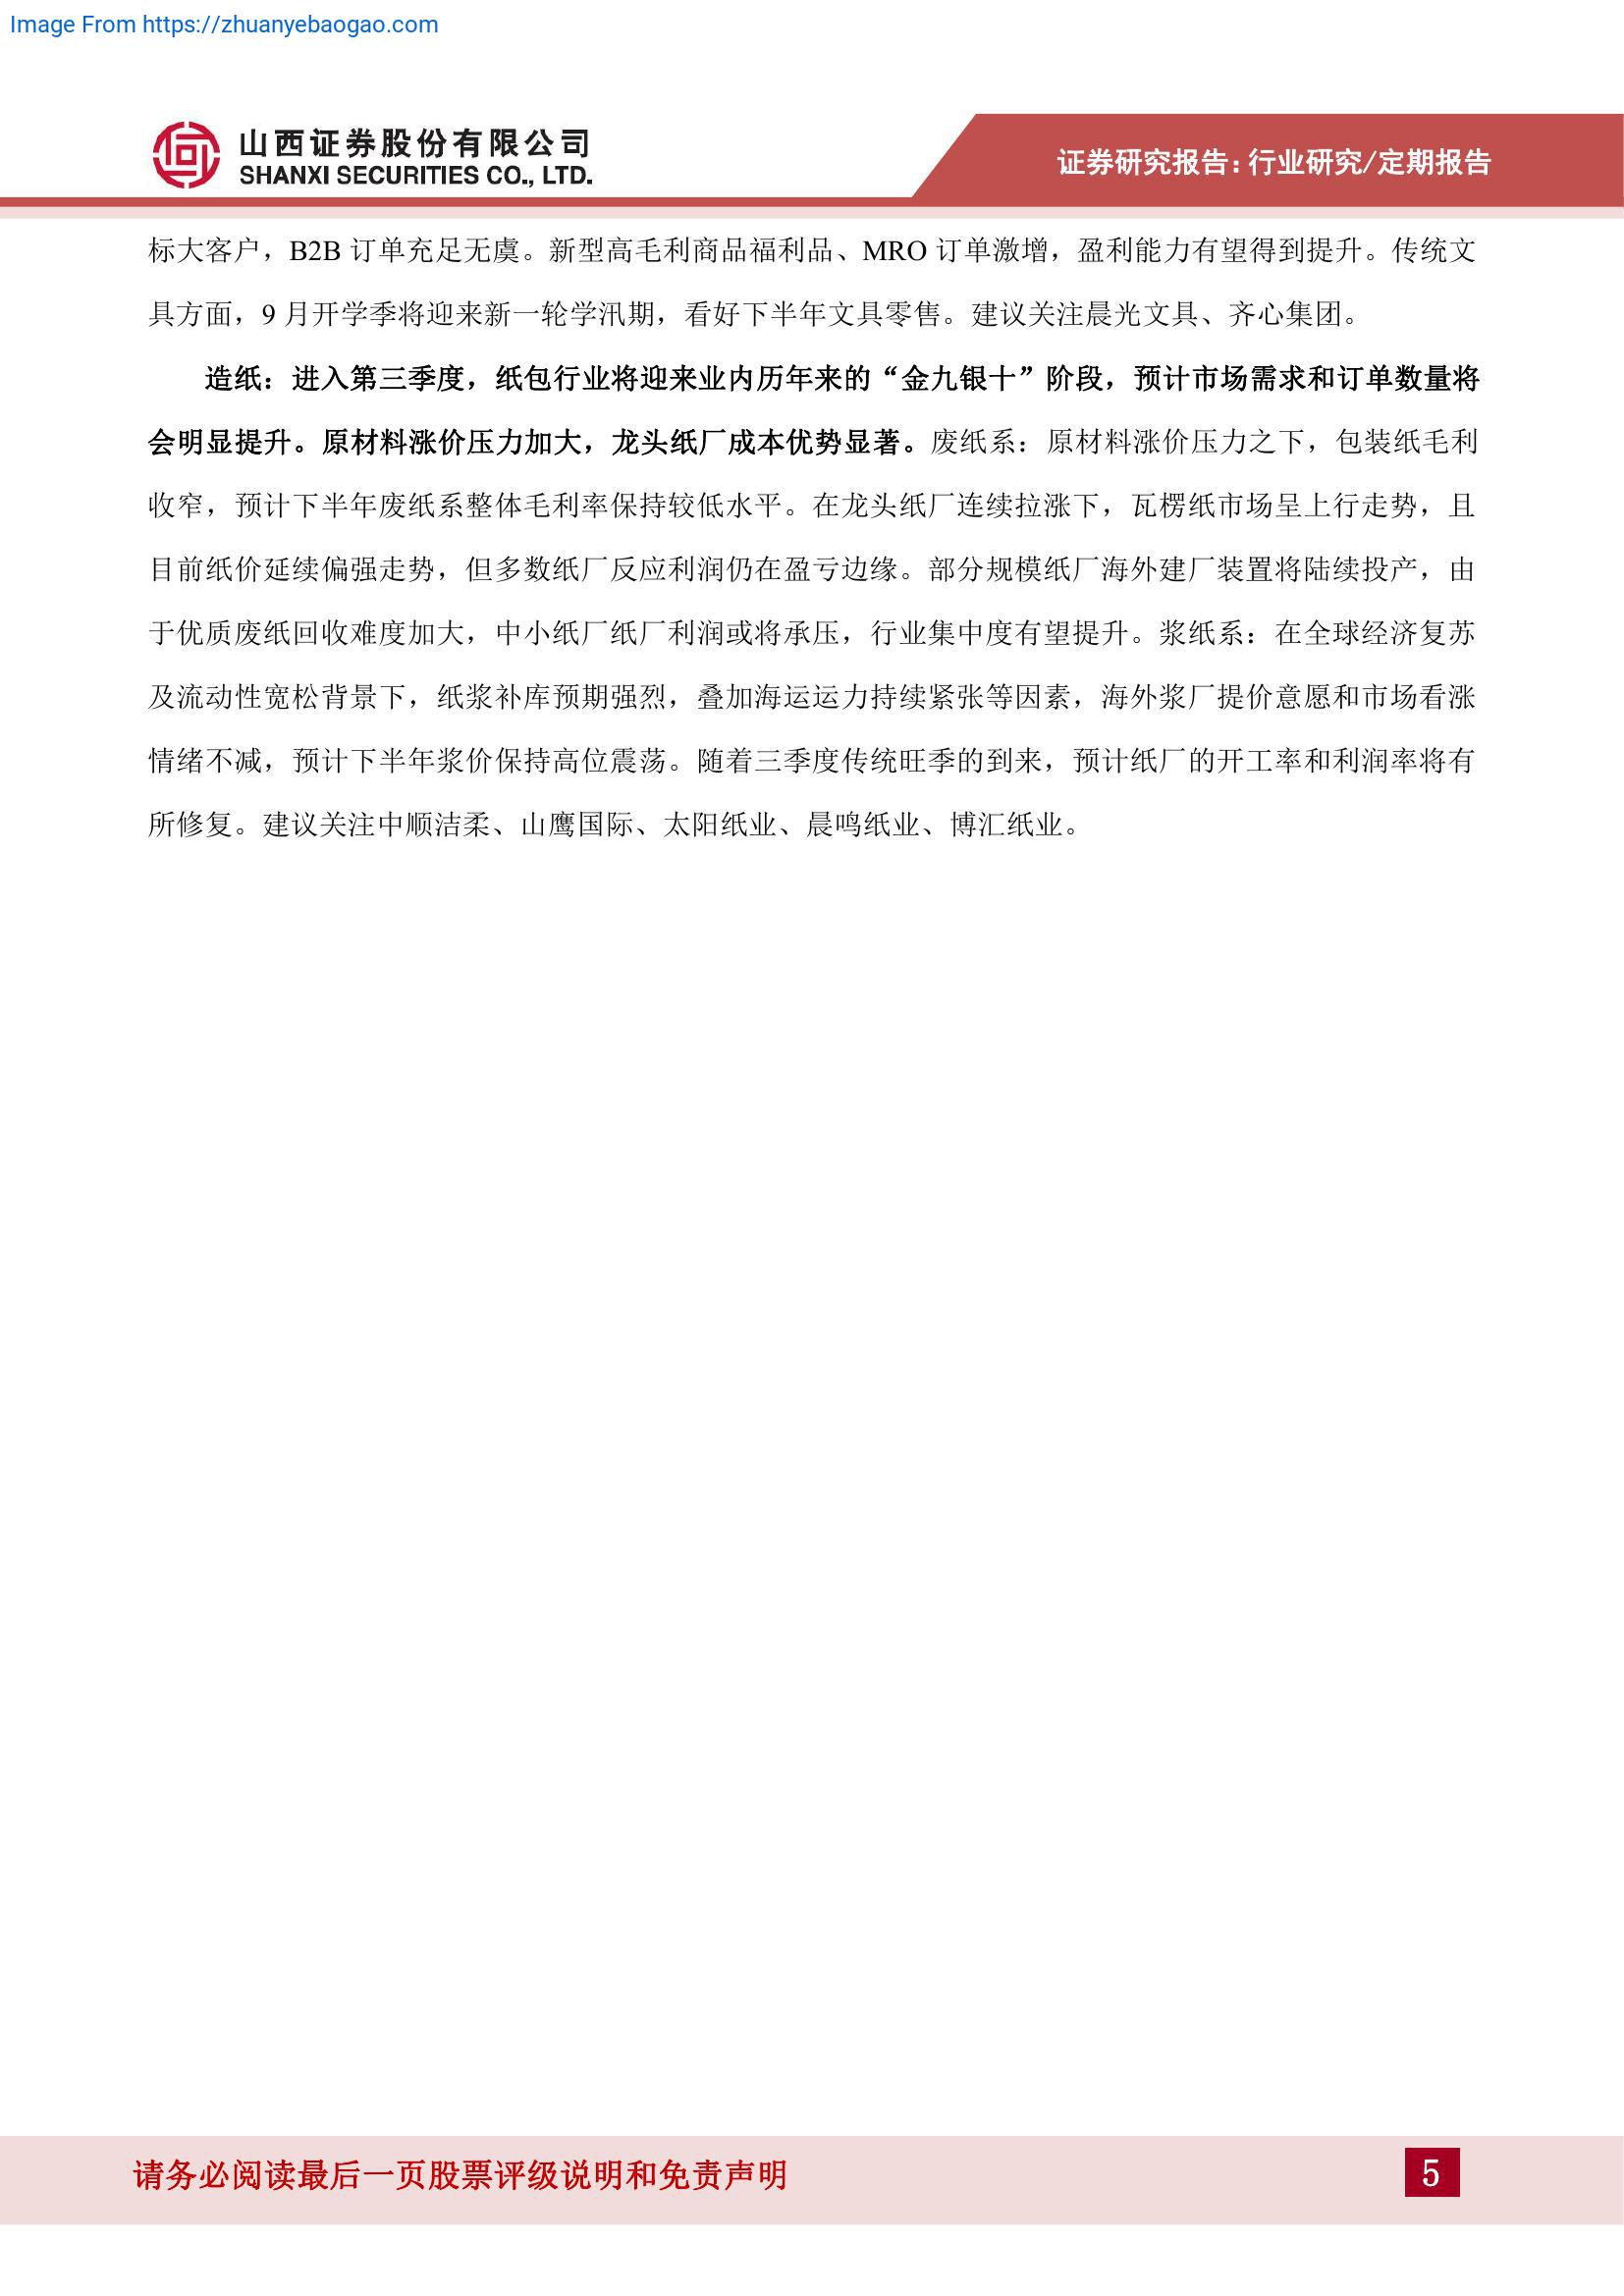 Image From https://zhuanyebaogao.com
山西证券股份有限公司
SHANXI SECURITIES CO., LTD.
证券研究报告：行业研究/定期报告
标大客户，B2B 订单充足无虞。新型高毛利商品福利品、MRO 订单激增，盈利能力有望得到提升。传统文
具方面，9 月开学季将迎来新一轮学汛期，看好下半年文具零售。建议关注晨光文具、齐心集团。
造纸：进入第三季度，纸包行业将迎来业内历年来的“金九银十”阶段，预计市场需求和订单数量将
会明显提升。原材料涨价压力加大，龙头纸厂成本优势显著。废纸系：原材料涨价压力之下，包装纸毛利
收窄，预计下半年废纸系整体毛利率保持较低水平。在龙头纸厂连续拉涨下，瓦楞纸市场呈上行走势，且
目前纸价延续偏强走势，但多数纸厂反应利润仍在盈亏边缘。部分规模纸厂海外建厂装置将陆续投产，由
于优质废纸回收难度加大，中小纸厂纸厂利润或将承压，行业集中度有望提升。浆纸系：在全球经济复苏
及流动性宽松背景下，纸浆补库预期强烈，叠加海运运力持续紧张等因素，海外浆厂提价意愿和市场看涨
情绪不减，预计下半年浆价保持高位震荡。随着三季度传统旺季的到来，预计纸厂的开工率和利润率将有
所修复。建议关注中顺洁柔、山鹰国际、太阳纸业、晨鸣纸业、博汇纸业。
请务必阅读最后一页股票评级说明和免责声明
5